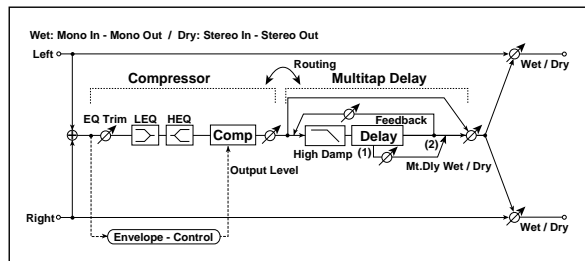 Wet: Mono In - Mono Out / Dry: Stereo In - Stereo Out
Left
Wet / Dry
Routing
Compressor
Multitap Delay
EQ Trim
LEQ
HEQ
Comp
Output Level
High Damp
Delay
Feedback
(1)
(2)
Mt.Dly Wet / Dry
Right
Envelope - Control
Wet / Dry